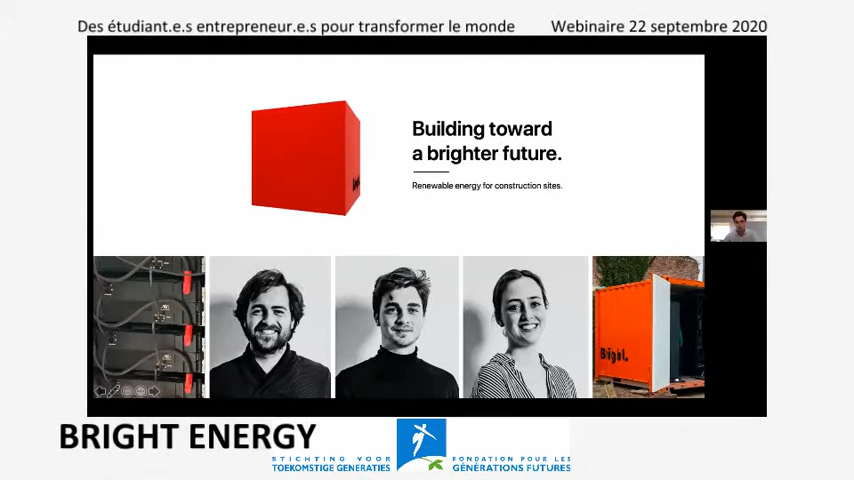 Des étudiant.e.s entrepreneur.e.s pour transformer le monde
Webinaire 22 septembre 2020
Building toward
a brighter future.
Renewable energy for construction sites.
Bright.
BRIGHT ENERGY
STICHTING VOOR
TOEKOMSTIGE GENERATIES
FONDATION POUR LES
GÉNÉRATIONS FUTURES